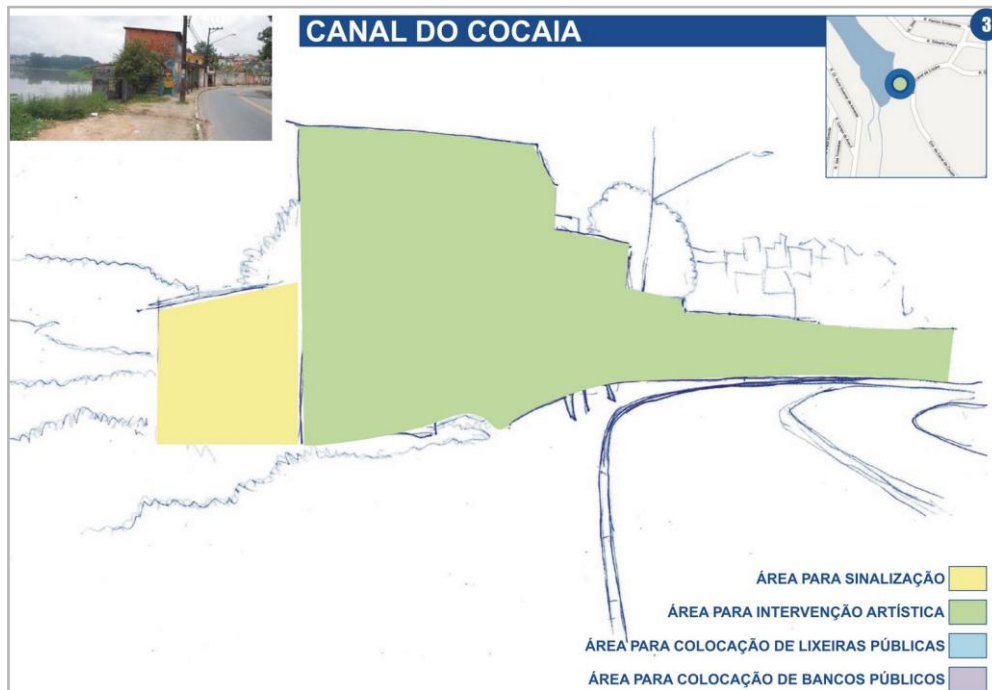 CANAL DO COCAIA
3
ÁREA PARA SINALIZAÇÃO
ÁREA PARA INTERVENÇÃO ARTÍSTICA
ÁREA PARA COLOCAÇÃO DE LIXEIRAS PÚBLICAS
ÁREA PARA COLOCAÇÃO DE BANCOS PÚBLICOS